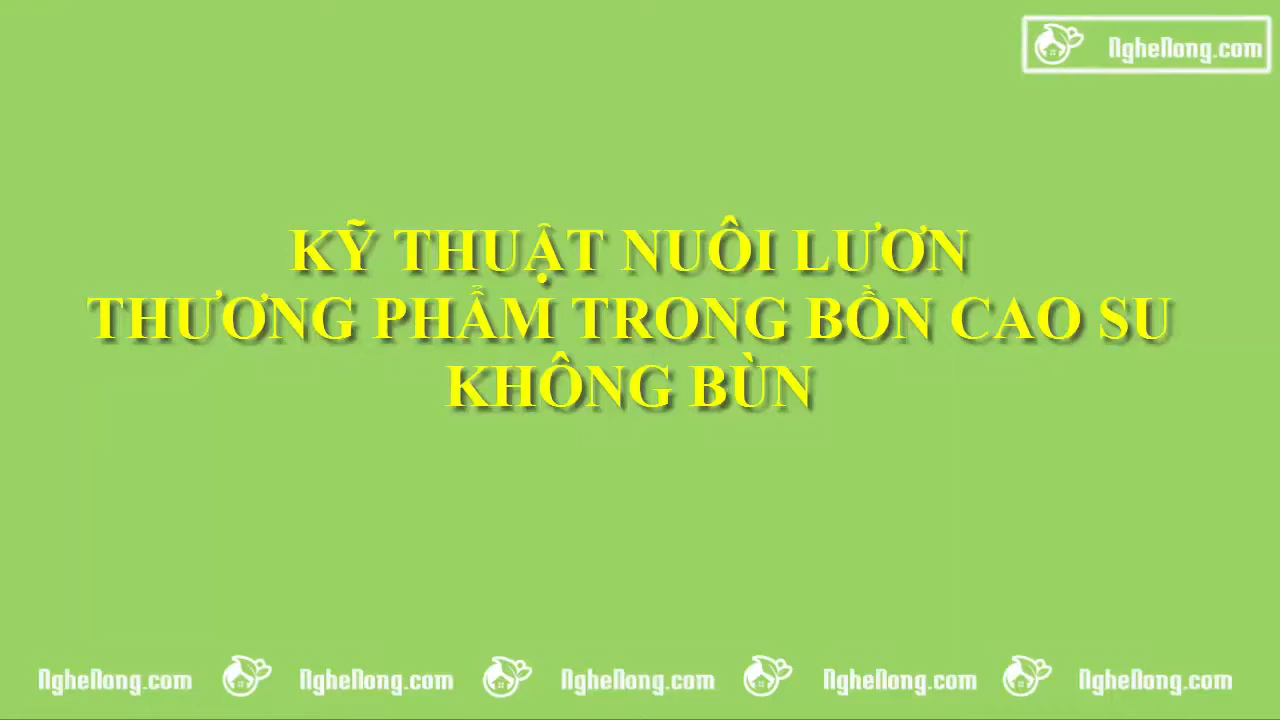 NgheNong.com
KỸ THUẬT NUÔI LƯƠN
THƯƠNG PHẨM TRONG BỒN CAO SU
KHÔNG BÙN
NgheNong.com NgheNong.com NgheNong.com NgheNong.com NgheNong.com